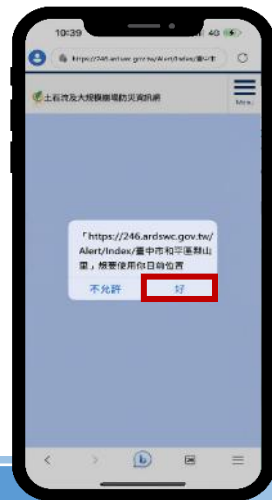 10:39
4G
https://246.ardswc.gov.tw/Alert/Index/臺中市
土石流及大規模崩塌防災資訊網
Menu
「https://246.ardswc.gov.tw/
Alert/Index/臺中市和平區梨山
里」想要使用你目前位置
不允許
好